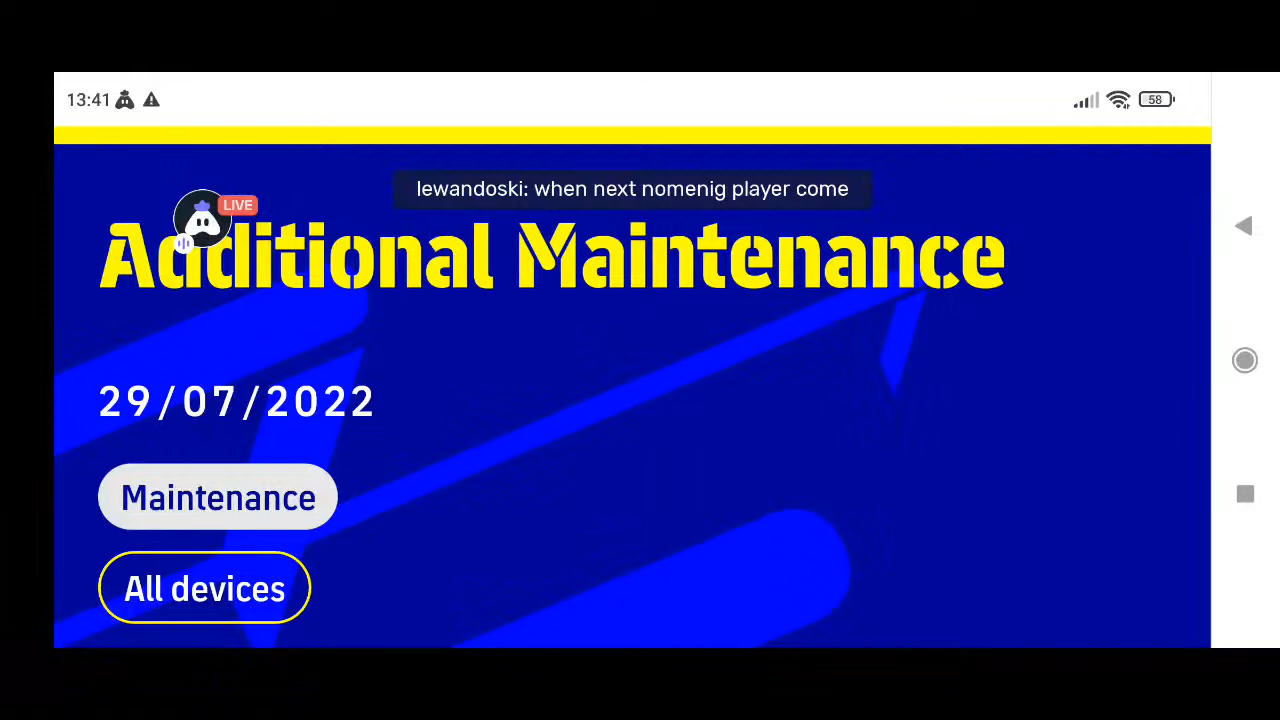 13:41
58
lewandoski: when next nomenig player come
LIVE
Additional Maintenance
29/07/2022
Maintenance
All devices